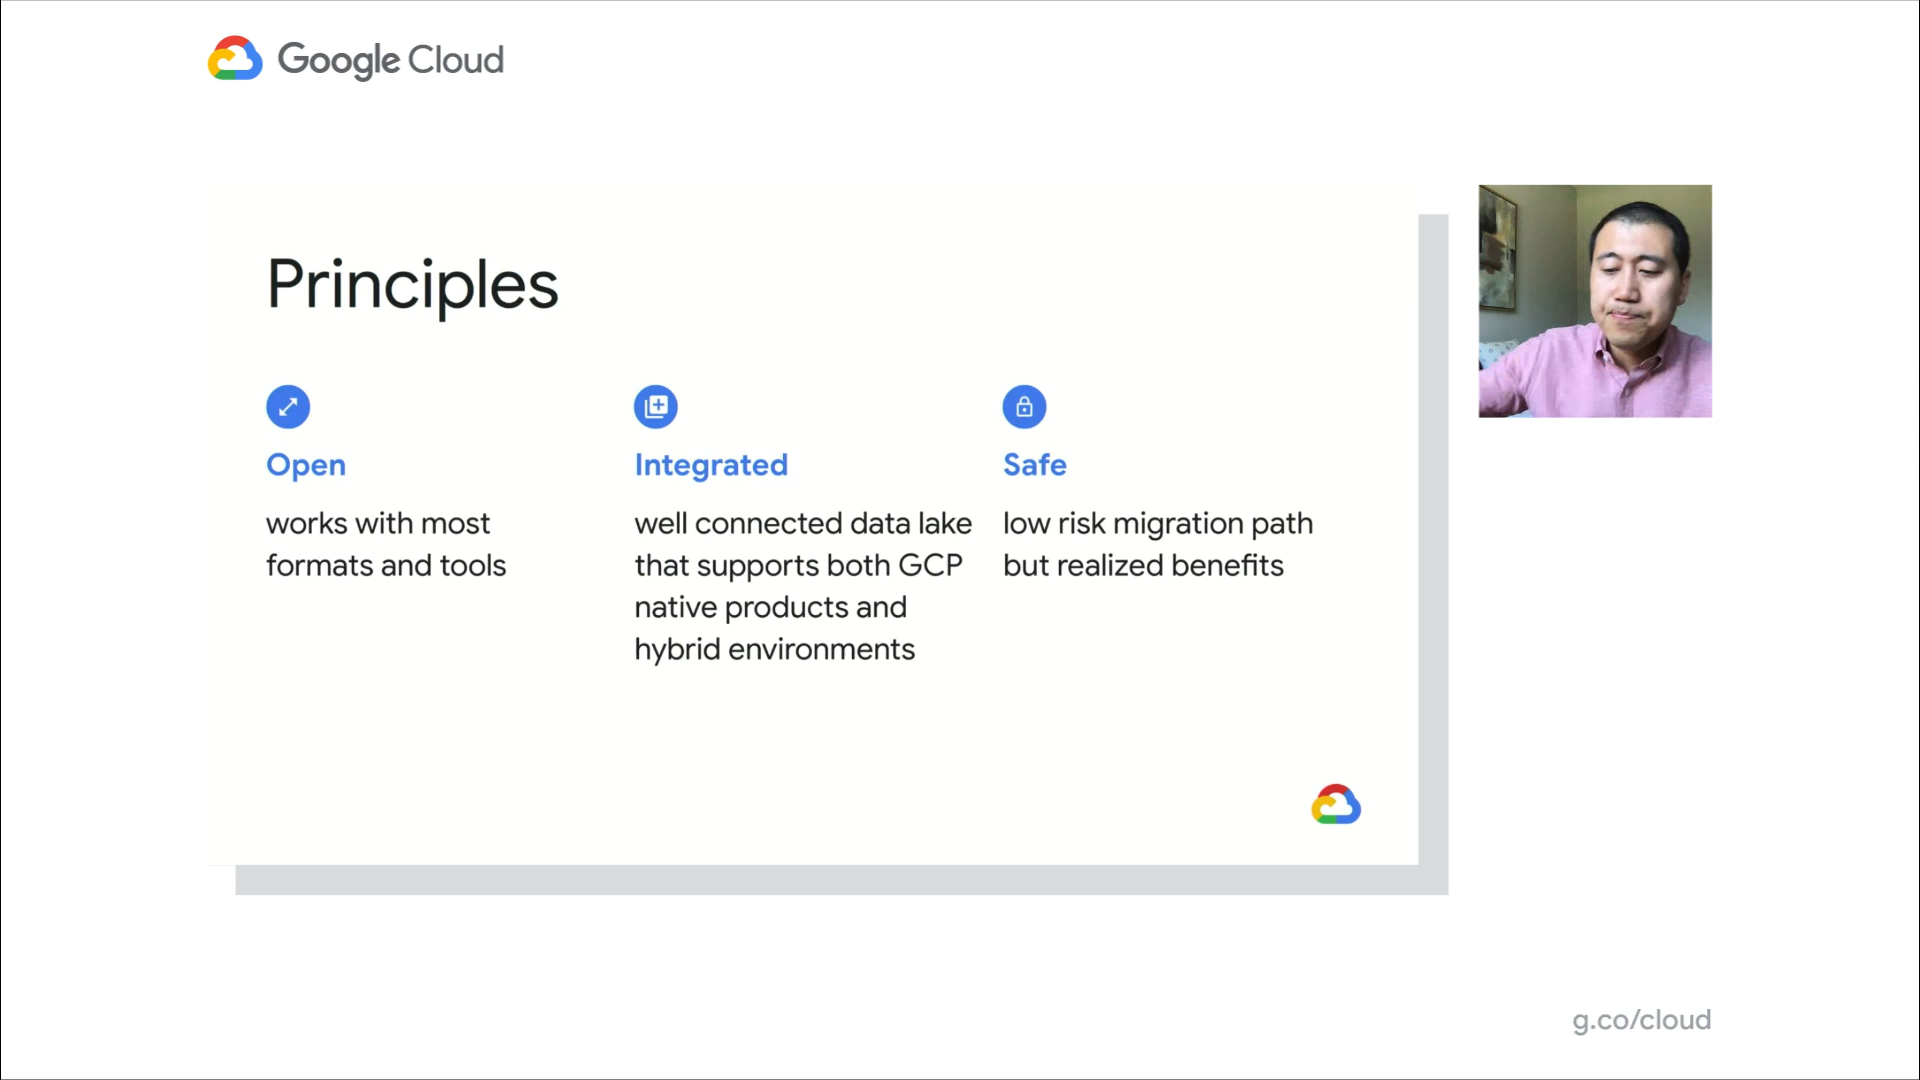 Google Cloud
Principles
Open
works with most
formats and tools
Integrated
well connected data lake
that supports both GCP
native products and
hybrid environments
Safe
low risk migration path
but realized benefits
g.co/cloud